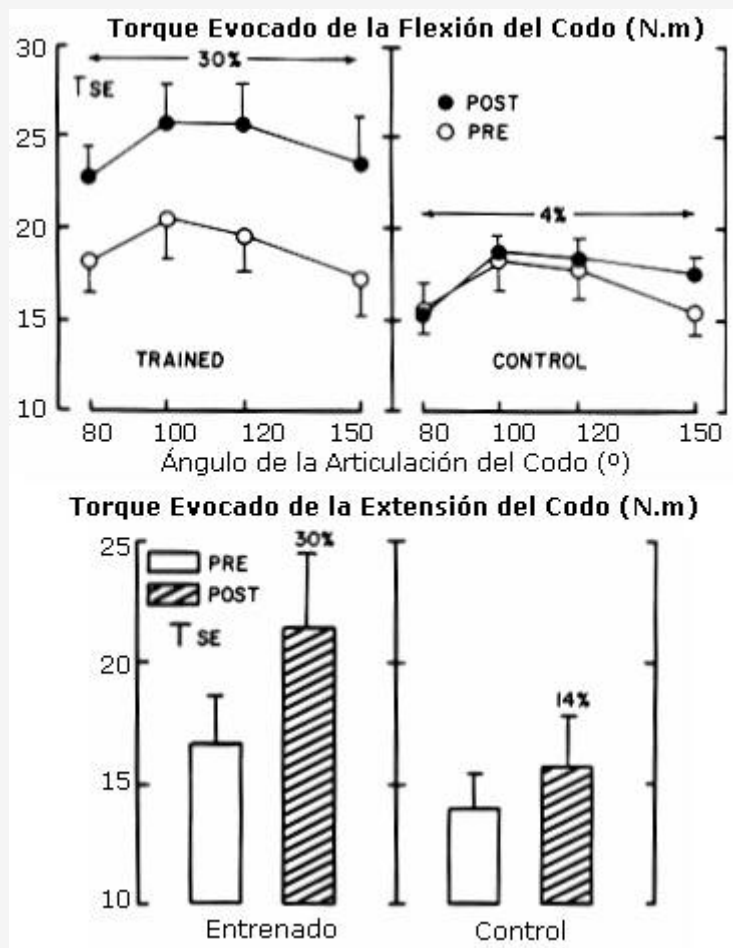 Torque Evocado de la Flexión del Codo (N.m)
30
30%
T SE
POST
PRE
25
20
4%
15
TRAINED
CONTROL
10
80 100 120 150
80 100 120 150
Ángulo de la Articulación del Codo (º)
Torque Evocado de la Extensión del Codo (N.m)
25
30%
PRE
POST
T SE
20
14%
15
10
Entrenado
Control